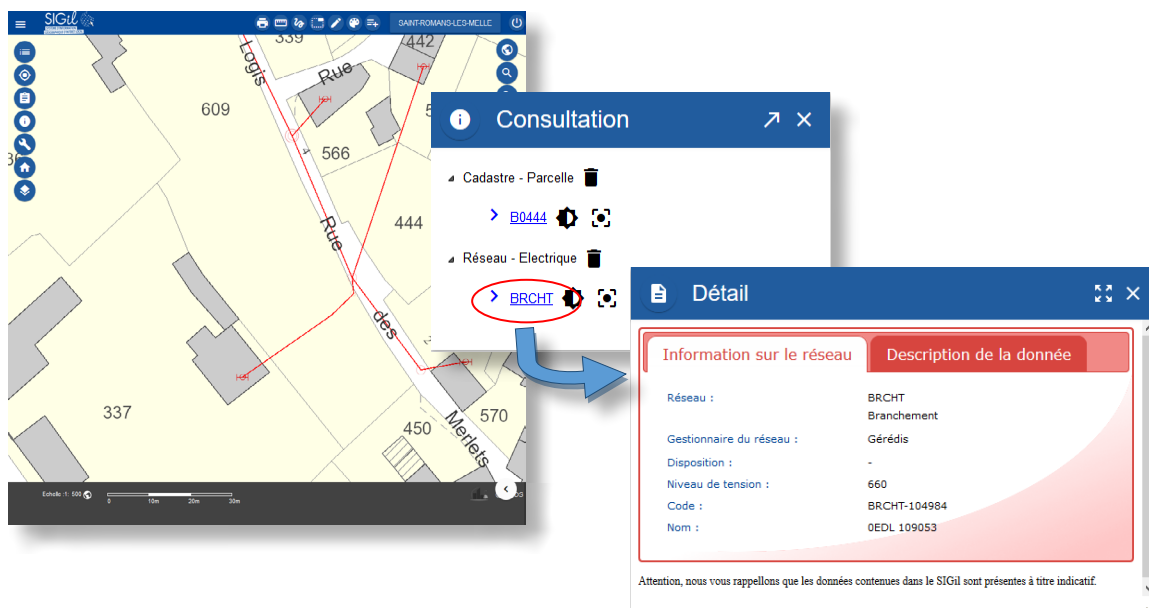 SIGil
SAINT-ROMANS-LES-MELLE
339
442
Logis
Rue
609
566
444
Rue
des
337
450
570
Merlets
Echelle :1: 500
0 10m 20m 30m
Consultation
Cadastre - Parcelle
B0444
Réseau - Electrique
BRCHT
Détail
Information sur le réseau
Description de la donnée
Réseau : BRCHT
Branchement
Gestionnaire du réseau : Gérédis
Disposition : -
Niveau de tension : 660
Code : BRCHT-104984
Nom : 0EDL 109053
Attention, nous vous rappellons que les données contenues dans le SIGil sont présentes à titre indicatif.